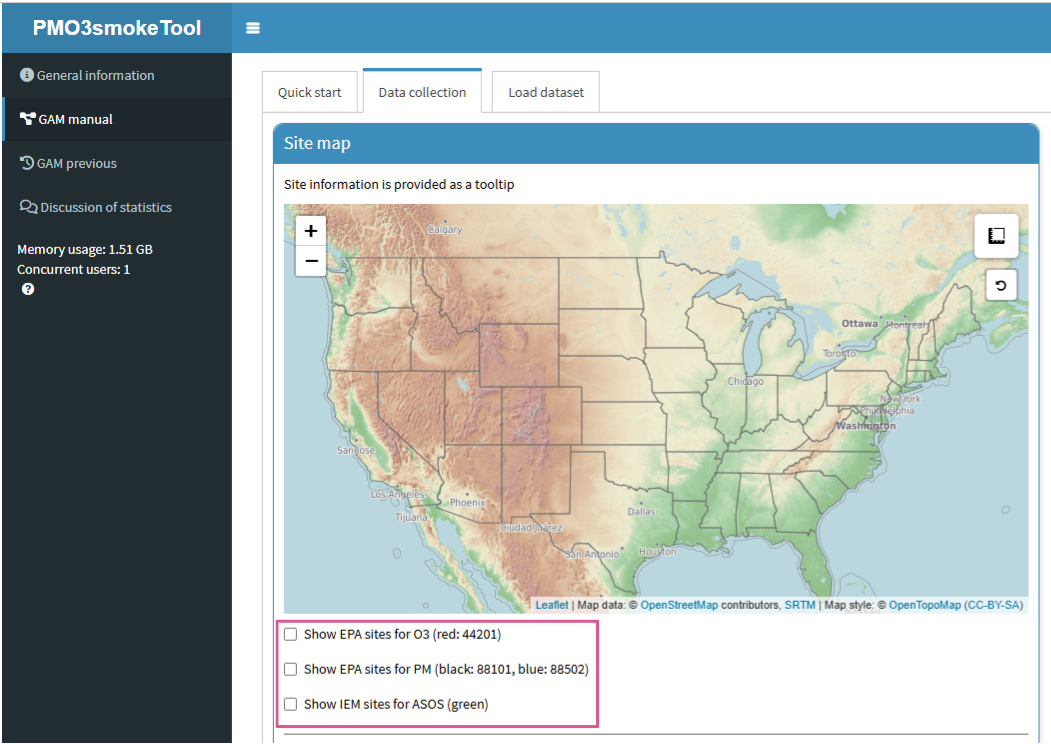 PMO3smokeTool
General information
GAM manual
GAM previous
Discussion of statistics
Memory usage: 1.51 GB
Concurrent users: 1
Quick start
Data collection
Load dataset
Site map
Site information is provided as a tooltip
+
−
Calgary
Ottawa
Montreal
Toronto
Chicago
New York
Philadelphia
Washington
San Jose
Los Angeles
Phoenix
Tijuana
Dallas
Ciudad Juárez
San Antonio
Houston
Leaflet | Map data: © OpenStreetMap contributors, SRTM | Map style: © OpenTopoMap (CC-BY-SA)
Show EPA sites for O3 (red: 44201)
Show EPA sites for PM (black: 88101, blue: 88502)
Show IEM sites for ASOS (green)